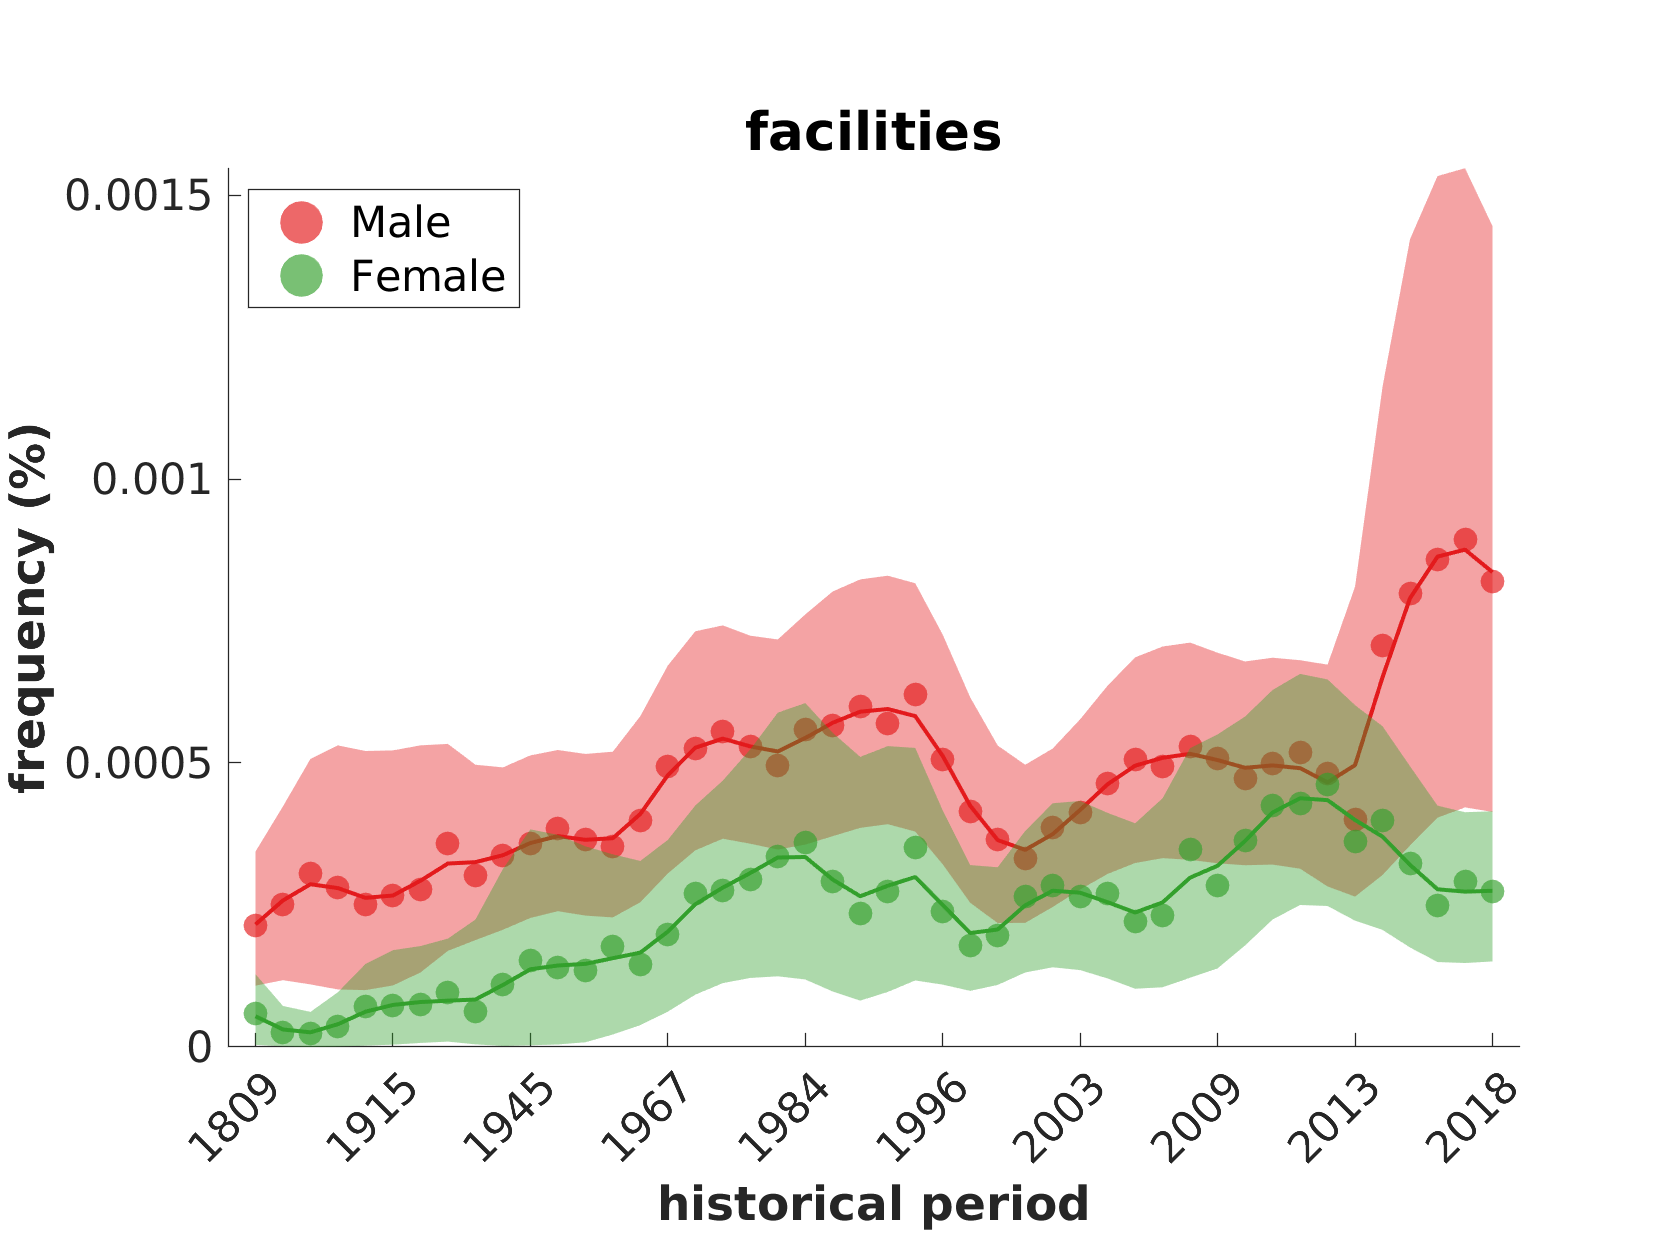 facilities
0.0015
0.001
0.0005
0
frequency (%)
Male
Female
1809
1915
1945
1967
1984
1996
2003
2009
2013
2018
historical period